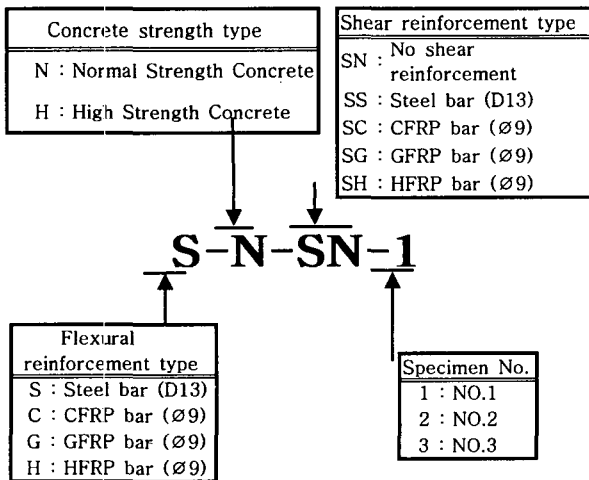 Concrete strength type
N : Normal Strength Concrete
H : High Strength Concrete
Shear reinforcement type
SN : No shear
reinforcement
SS : Steel bar (D13)
SC : CFRP bar (Ø9)
SG : GFRP bar (Ø9)
SH : HFRP bar (Ø9)
S-N-SN-1
Flexural
reinforcement type
S : Steel bar (D13)
C : CFRP bar (Ø9)
G : GFRP bar (Ø9)
H : HFRP bar (Ø9)
Specimen No.
1 : NO.1
2 : NO.2
3 : NO.3